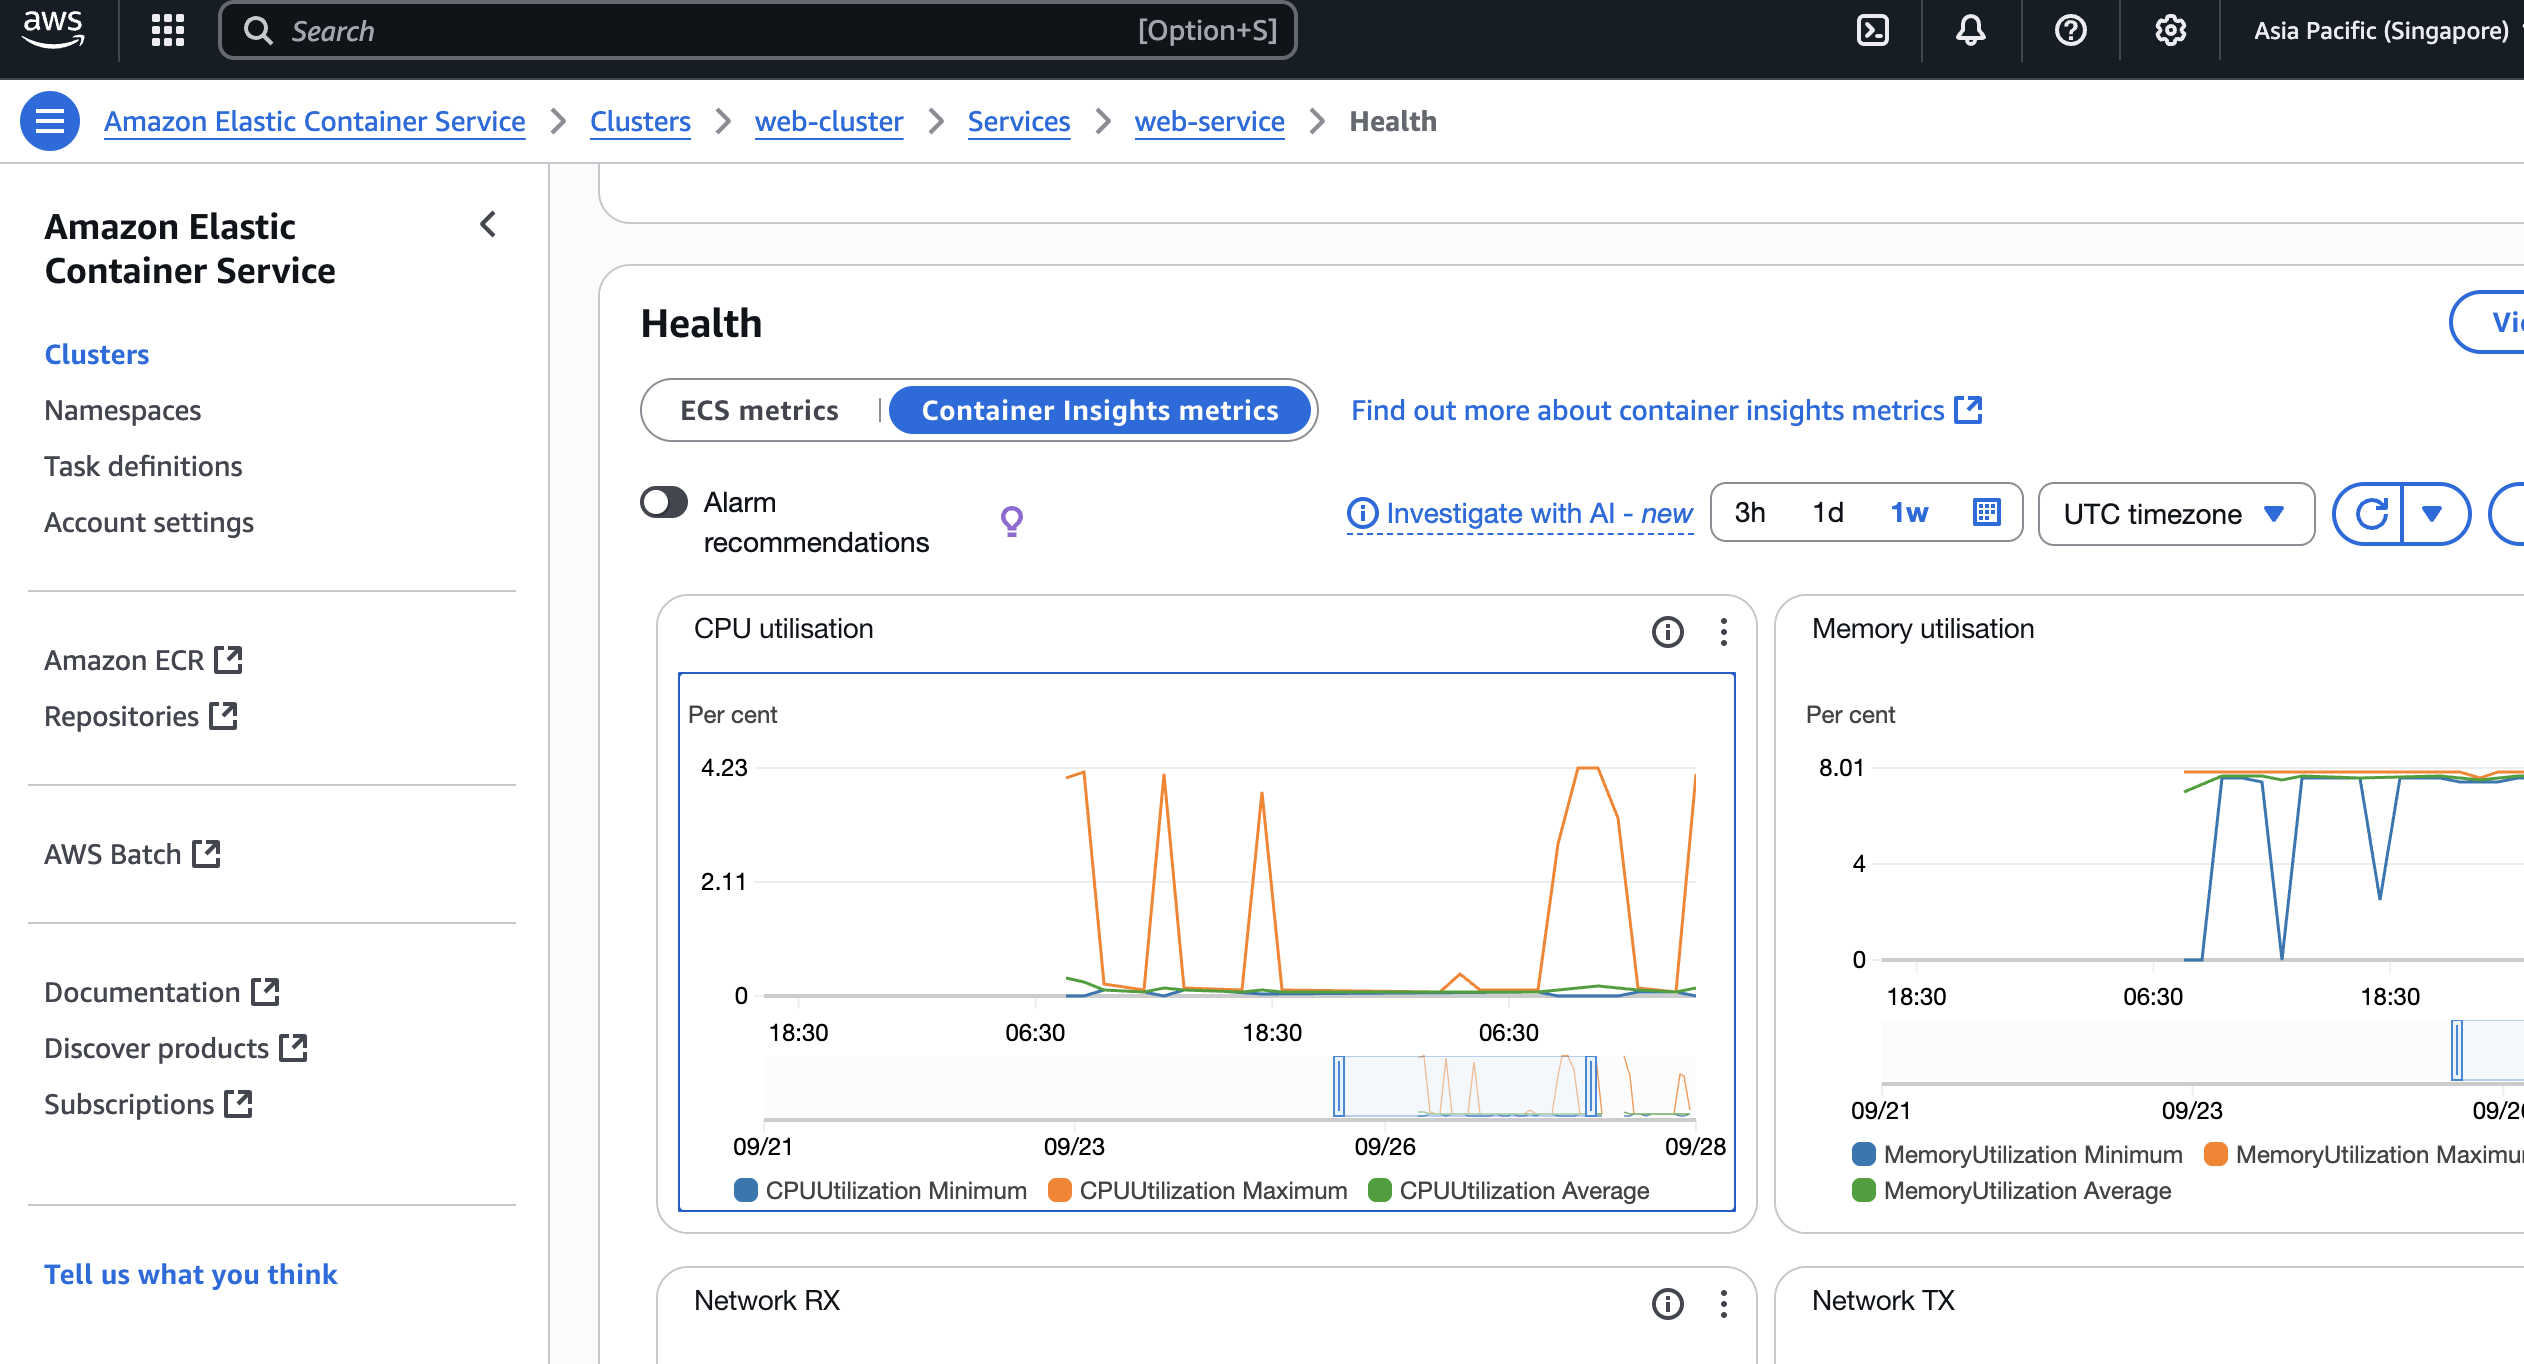 aws
Search [Option+S]
Asia Pacific (Singapore)
Amazon Elastic Container Service > Clusters > web-cluster > Services > web-service > Health
Amazon Elastic
Container Service
Clusters
Namespaces
Task definitions
Account settings
Amazon ECR
Repositories
AWS Batch
Documentation
Discover products
Subscriptions
Tell us what you think
Health
ECS metrics | Container Insights metrics
Find out more about container insights metrics
Alarm
recommendations
Investigate with AI - new
3h 1d 1w
UTC timezone
CPU utilisation
Per cent
4.23
2.11
0
18:30 06:30 18:30 06:30
09/21 09/23 09/26 09/28
CPUUtilization Minimum CPUUtilization Maximum CPUUtilization Average
Memory utilisation
Per cent
8.01
4
0
18:30 06:30 18:30
09/21 09/23
MemoryUtilization Minimum
MemoryUtilization Average
Network RX
Network TX